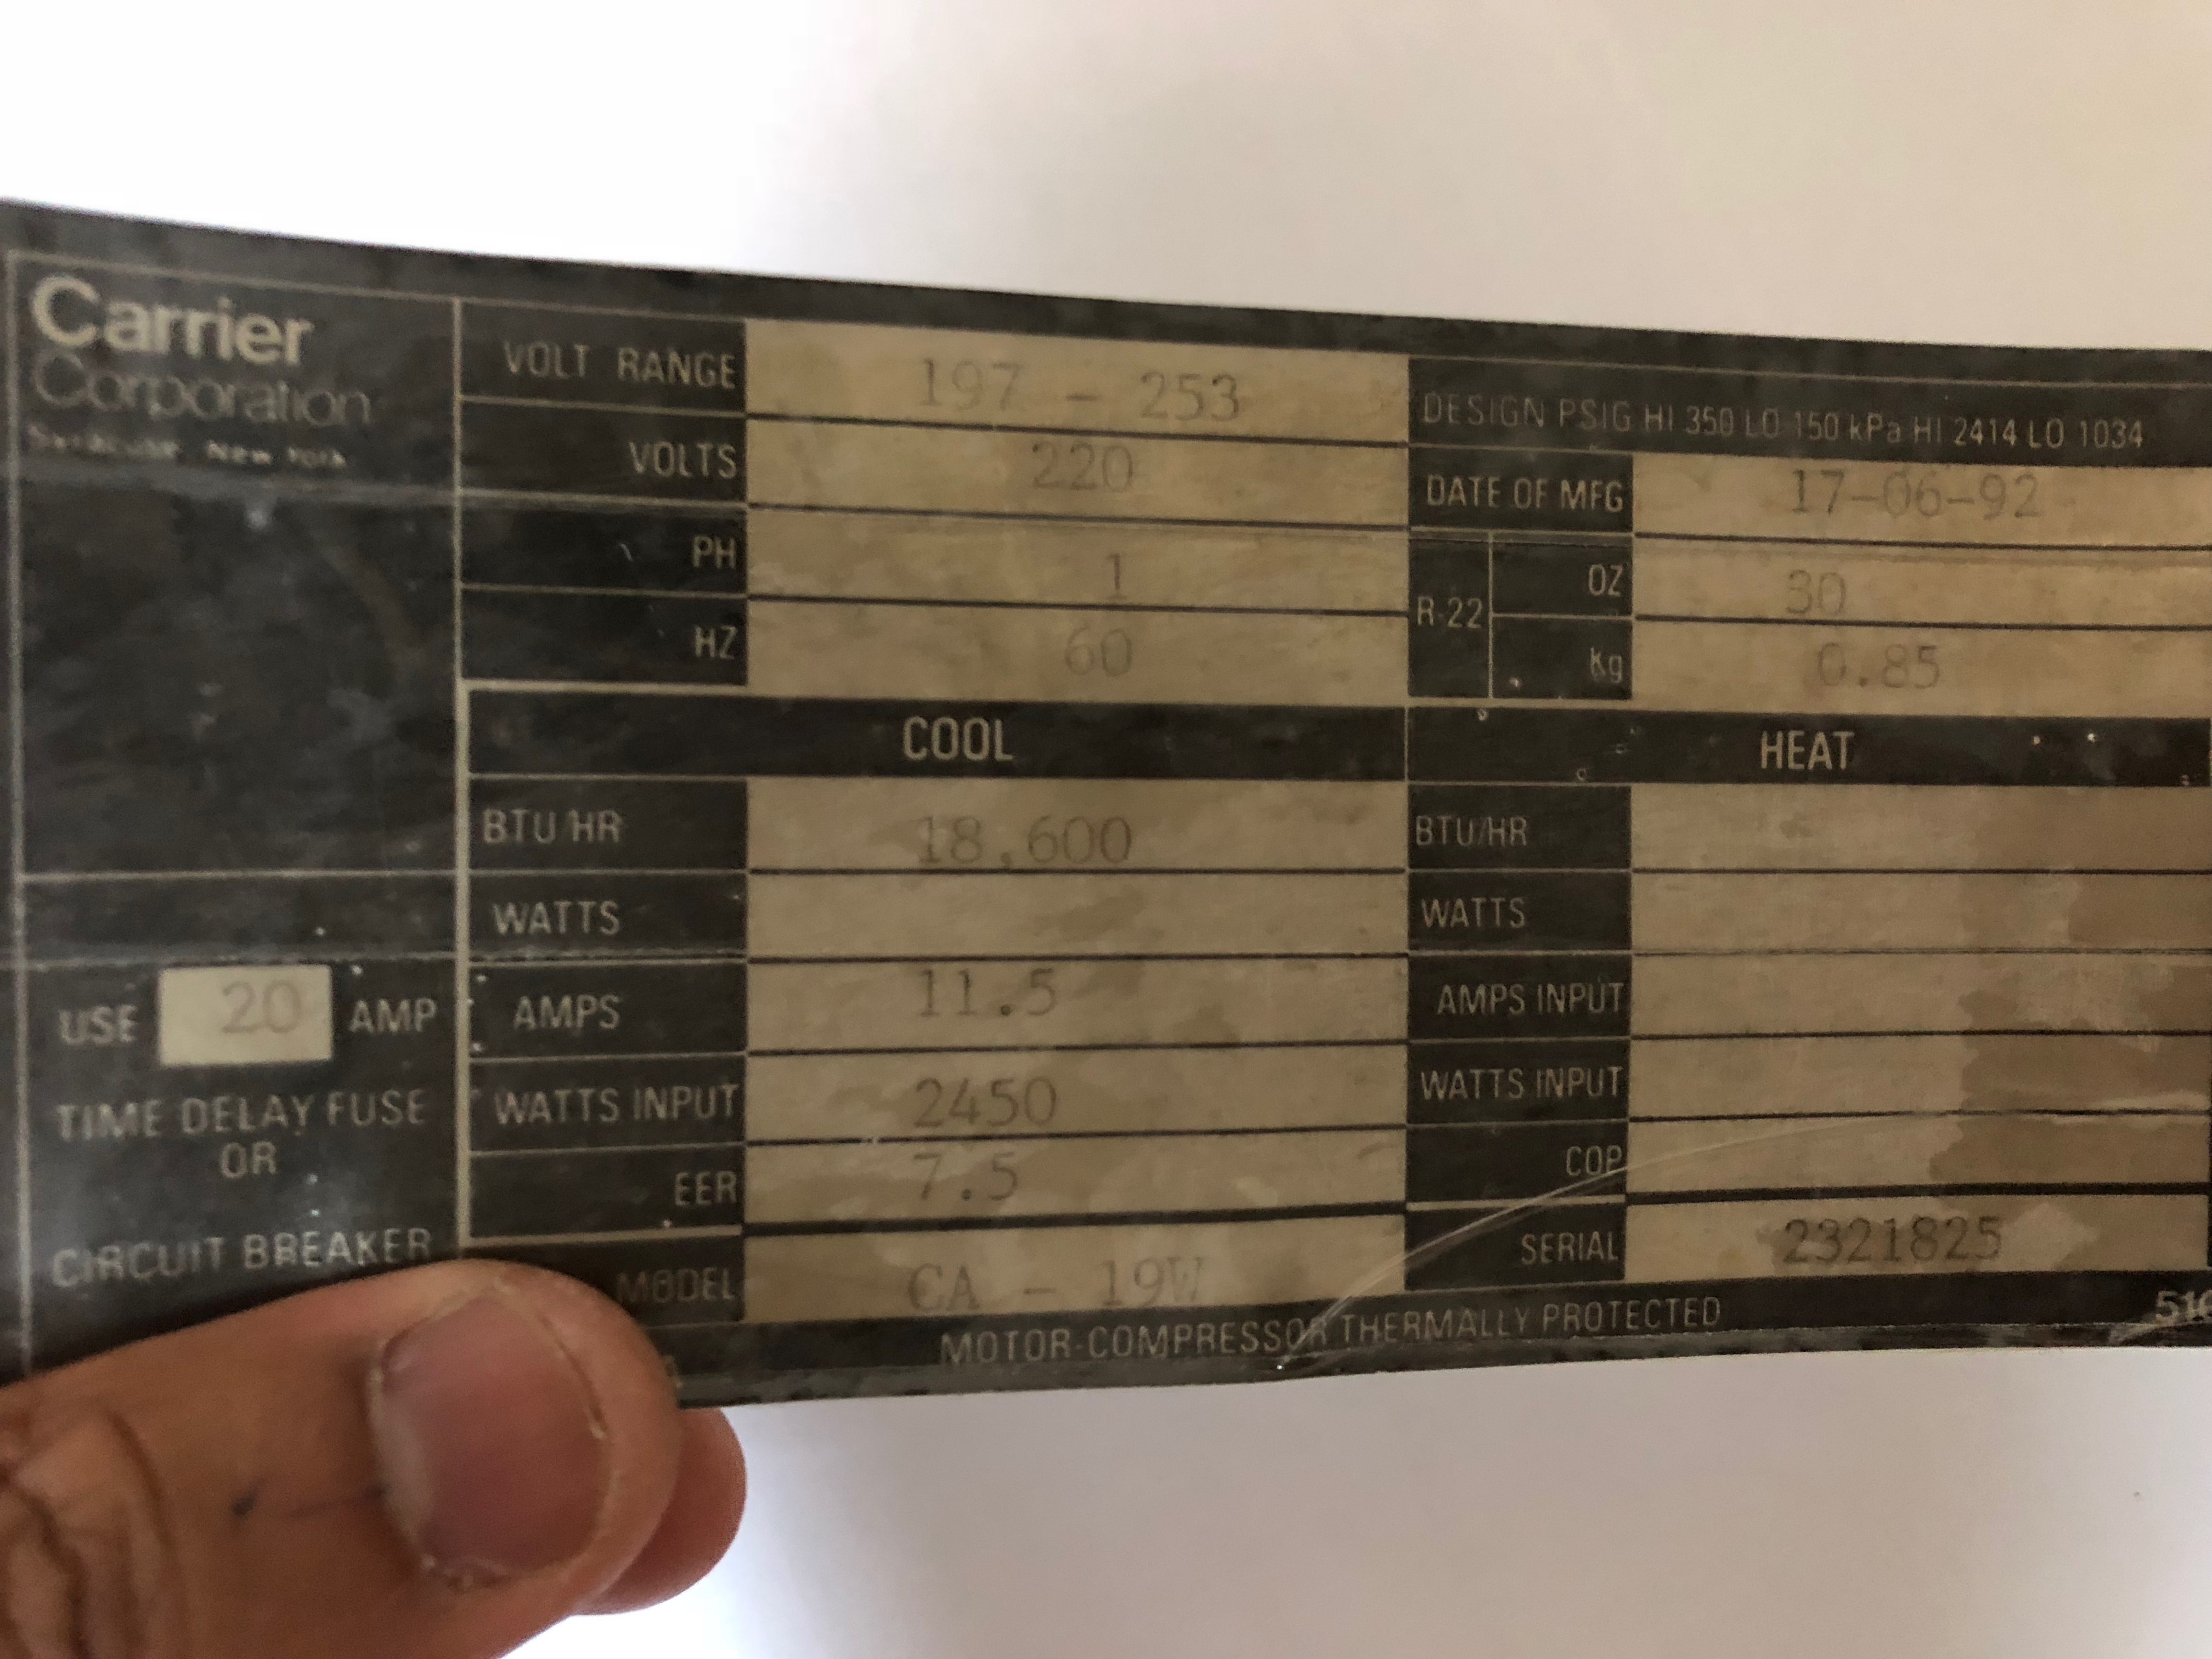 Carrier
Corporation
Syracuse, New York
VOLT RANGE 197 - 253
VOLTS 220
PH 1
HZ 60
DESIGN PSIG HI 350 LO 150 kPa HI 2414 LO 1034
DATE OF MFG 17-06-92
R-22
OZ 30
Kg 0.85
COOL
BTU/HR 18,600
WATTS
AMPS 11.5
WATTS INPUT 2450
EER 7.5
MODEL CA - 19W
HEAT
BTU/HR
WATTS
AMPS INPUT
WATTS INPUT
COP
SERIAL 2321825
USE 20 AMP
TIME DELAY FUSE
OR
CIRCUIT BREAKER
MOTOR-COMPRESSOR THERMALLY PROTECTED